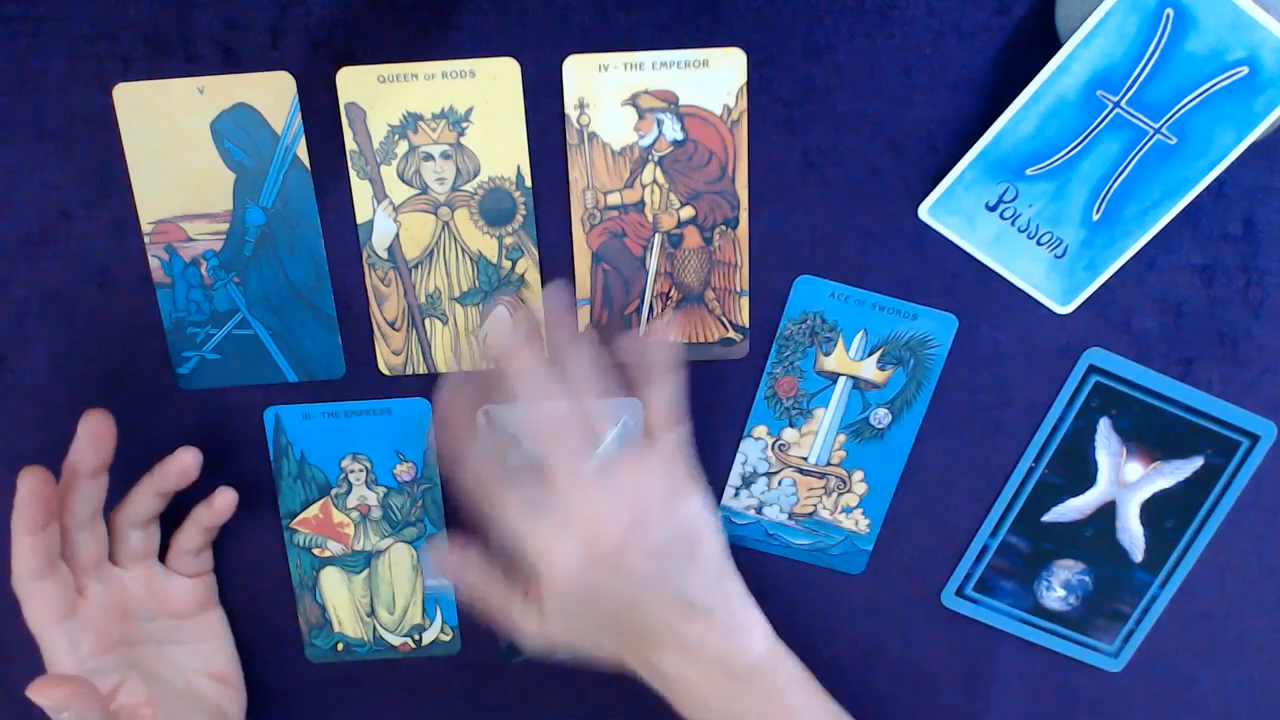 V
QUEEN OF RODS
IV - THE EMPEROR
Poissons
ACE OF SWORDS
III - THE EMPRESS